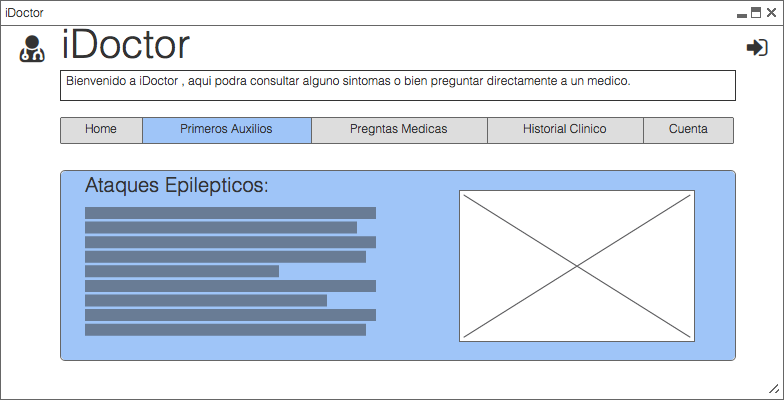 iDoctor
iDoctor
Bienvenido a iDoctor , aqui podra consultar alguno sintomas o bien preguntar directamente a un medico.
Home Primeros Auxilios Pregntas Medicas Historial Clinico Cuenta
Ataques Epilepticos: